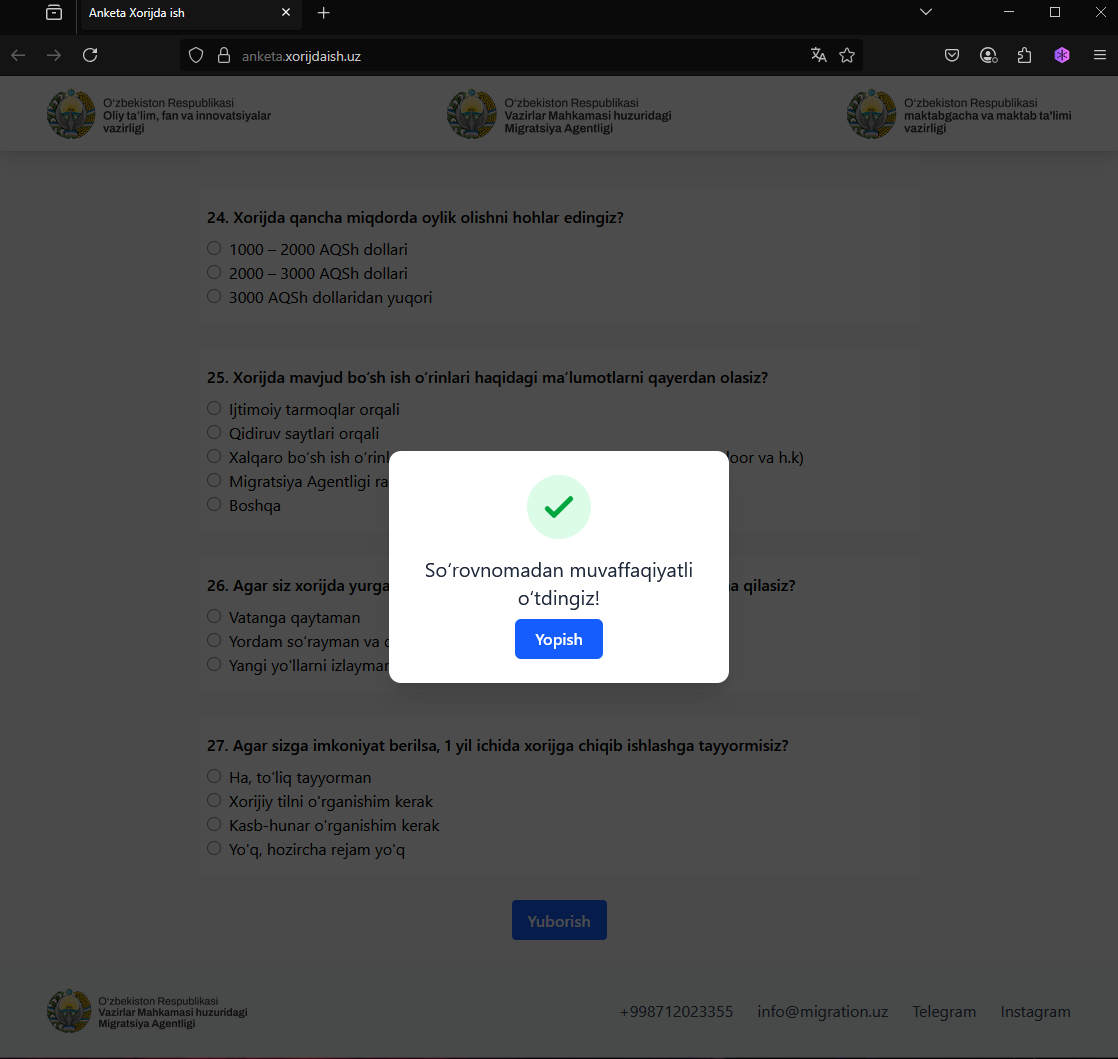 Anketa Xorijda ish
anketa.xorijdaish.uz
O‘zbekiston Respublikasi
Oliy ta’lim, fan va innovatsiyalar
vazirligi
O‘zbekiston Respublikasi
Vazirlar Mahkamasi huzuridagi
Migratsiya Agentligi
O‘zbekiston Respublikasi
maktabgacha va maktab ta'limi
vazirligi
24. Xorijda qancha miqdorda oylik olishni hohlar edingiz?
1000 – 2000 AQSh dollari
2000 – 3000 AQSh dollari
3000 AQSh dollaridan yuqori
25. Xorijda mavjud bo‘sh ish o‘rinlari haqidagi ma’lumotlarni qayerdan olasiz?
Ijtimoiy tarmoqlar orqali
Qidiruv saytlari orqali
Xalqaro bo‘sh ish o‘rinl va h.k)
Migratsiya Agentligi ra
Boshqa
So‘rovnomadan muvaffaqiyatli
o‘tdingiz!
Yopish
26. Agar siz xorijda yurga qilasiz?
Vatanga qaytaman
Yordam so‘rayman va
Yangi yo'llarni izlayman
27. Agar sizga imkoniyat berilsa, 1 yil ichida xorijga chiqib ishlashga tayyormisiz?
Ha, to'liq tayyorman
Xorijiy tilni o'rganishim kerak
Kasb-hunar o'rganishim kerak
Yo'q, hozircha rejam yo'q
Yuborish
O‘zbekiston Respublikasi
Vazirlar Mahkamasi huzuridagi
Migratsiya Agentligi
+998712023355 info@migration.uz Telegram Instagram